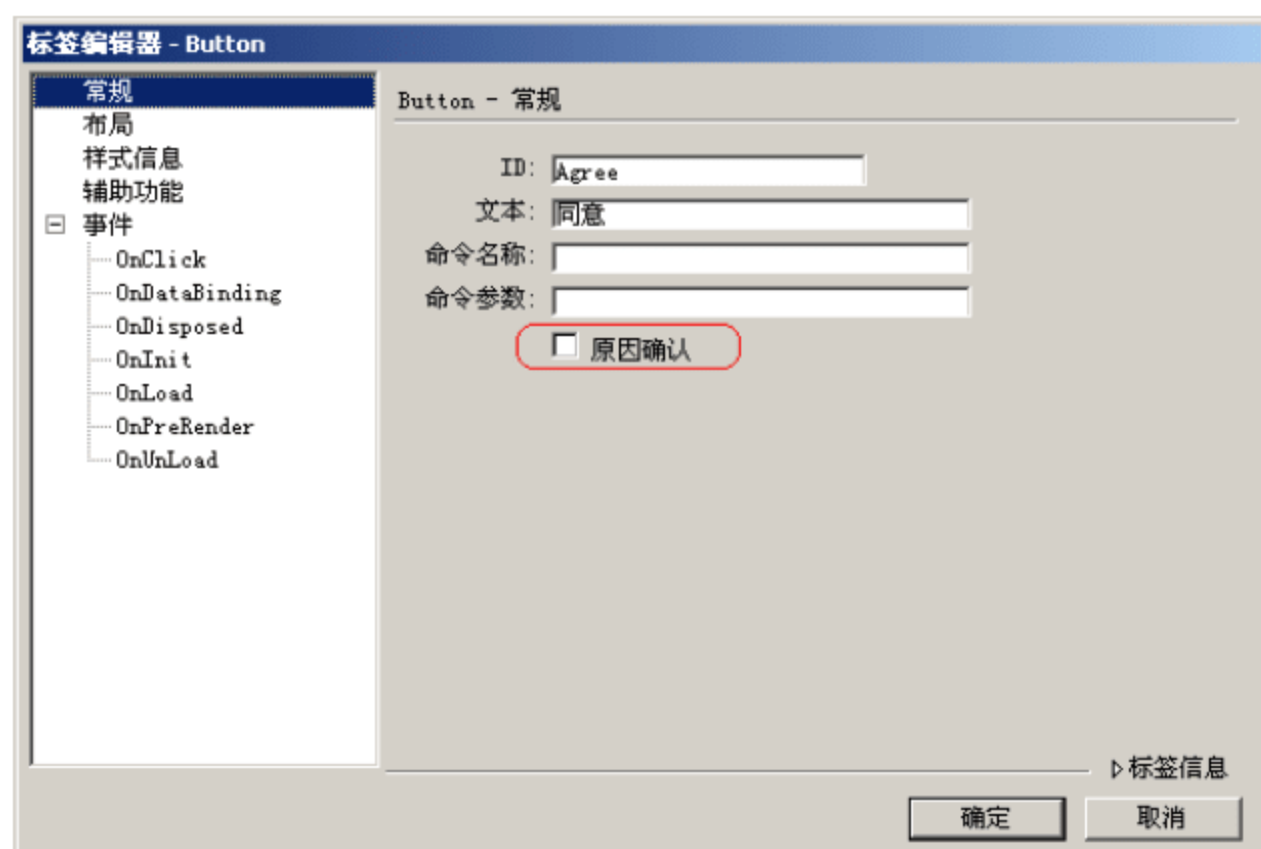 标签编辑器 - Button
常规
布局
样式信息
辅助功能
事件
OnClick
OnDataBinding
OnDisposed
OnInit
OnLoad
OnPreRender
OnUnLoad
Button - 常规
ID: Agree
文本: 同意
命令名称:
命令参数:
原因确认
标签信息
确定 取消